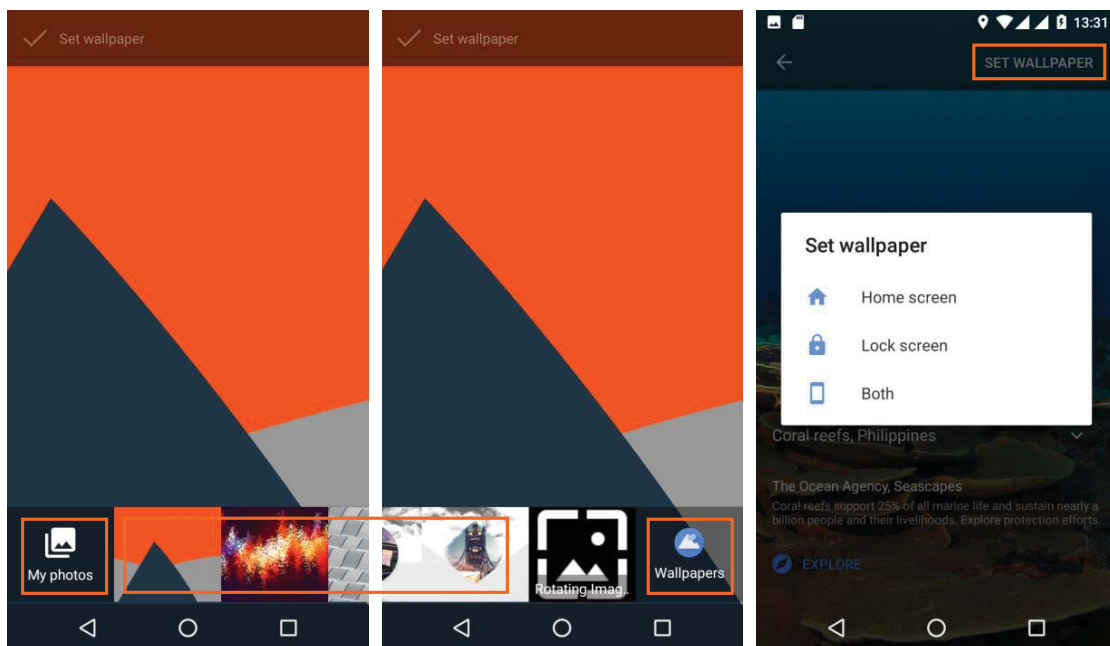 Set wallpaper
My photos
Set wallpaper
Rotating Imag..
Wallpapers
13:31
SET WALLPAPER
Set wallpaper
Home screen
Lock screen
Both
Coral reefs, Philippines
The Ocean Agency, Seascapes
Coral reefs support 25% of all marine life and sustain nearly a
billion people and their livelihoods. Explore protection efforts.
EXPLORE